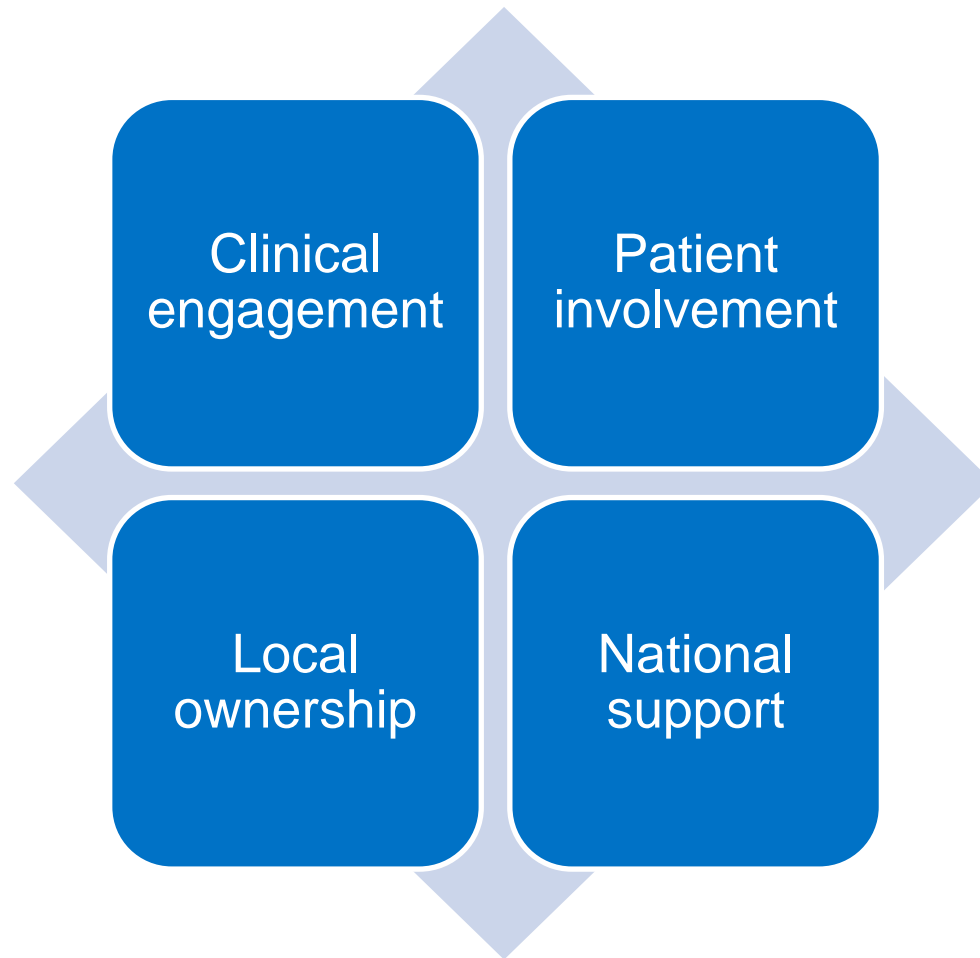 Clinical
engagement
Patient
involvement
Local
ownership
National
support